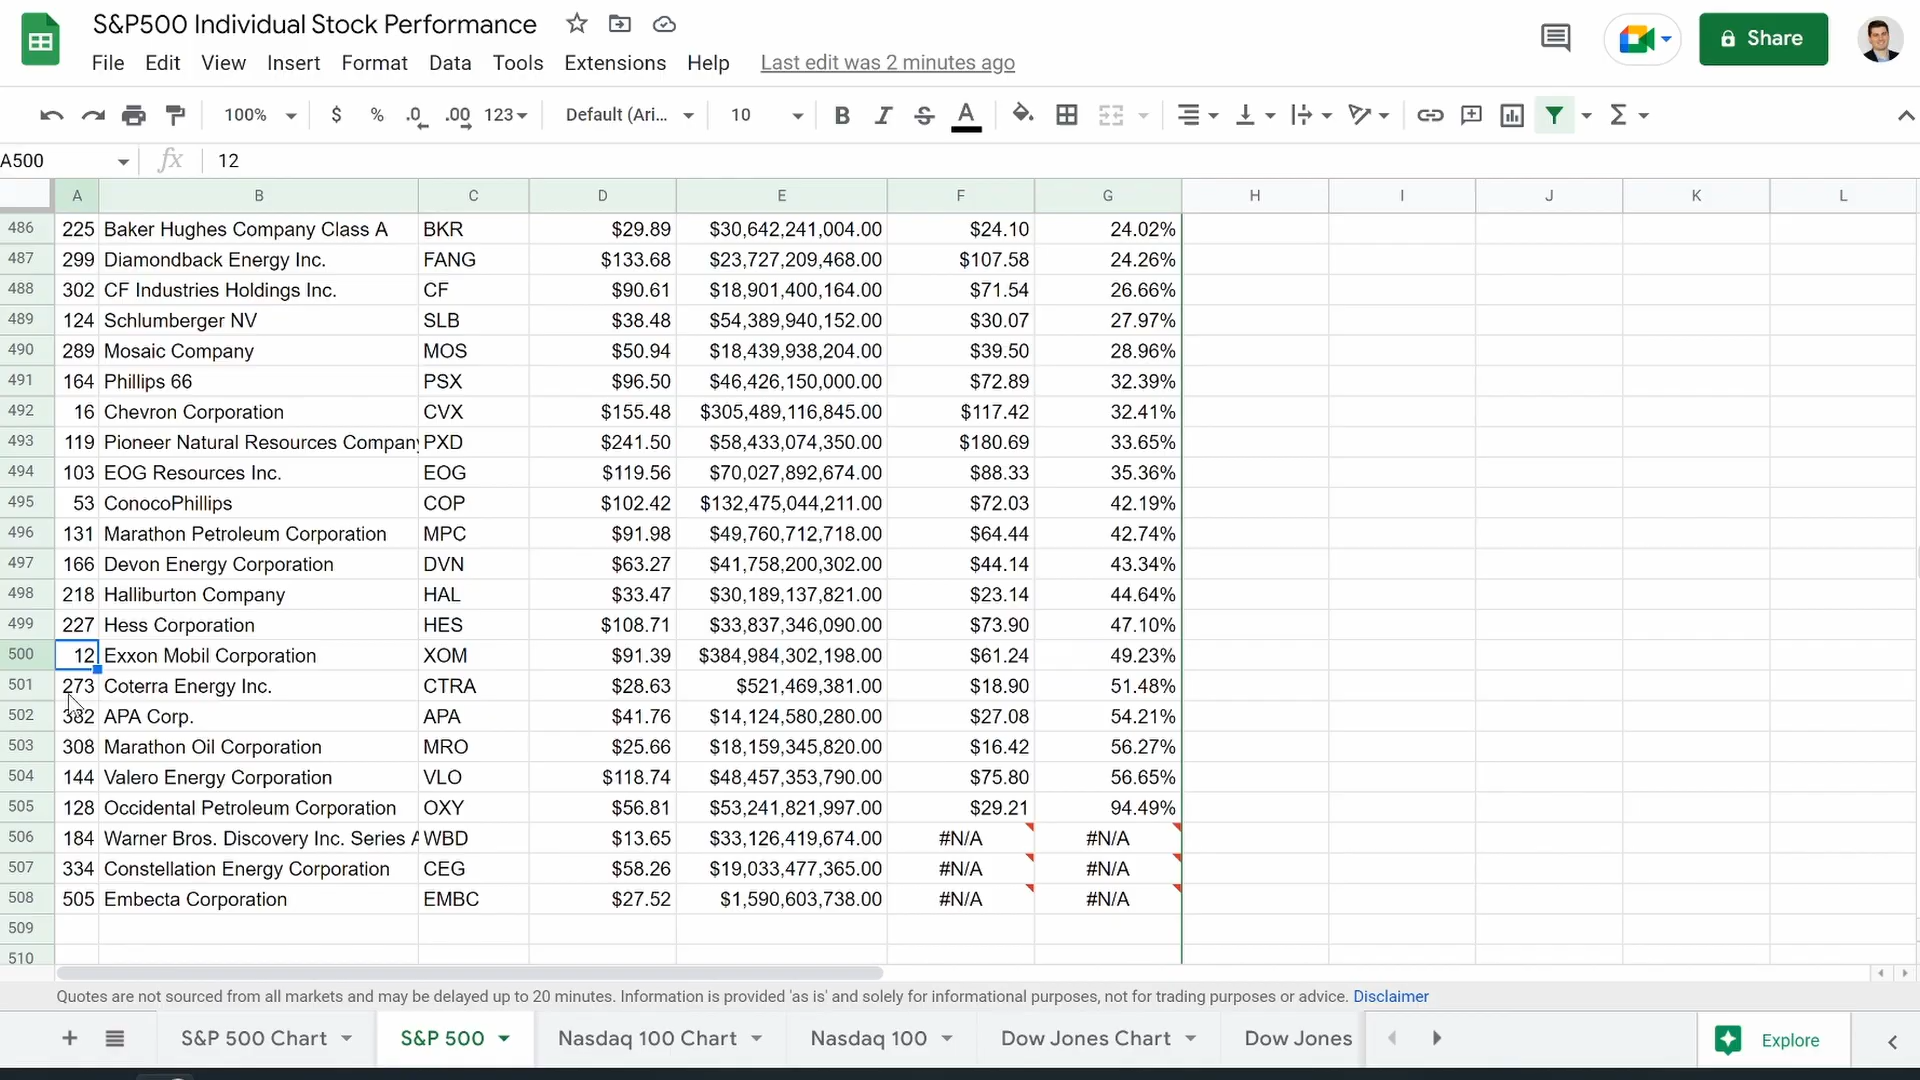 S&P500 Individual Stock Performance
File Edit View Insert Format Data Tools Extensions Help Last edit was 2 minutes ago
Share
100% $ % .0 .00 123 Default (Ari... 10 B I S A
A500 fx 12
A B C D E F G H I J K L
486 225 Baker Hughes Company Class A BKR $29.89 $30,642,241,004.00 $24.10 24.02%
487 299 Diamondback Energy Inc. FANG $133.68 $23,727,209,468.00 $107.58 24.26%
488 302 CF Industries Holdings Inc. CF $90.61 $18,901,400,164.00 $71.54 26.66%
489 124 Schlumberger NV SLB $38.48 $54,389,940,152.00 $30.07 27.97%
490 289 Mosaic Company MOS $50.94 $18,439,938,204.00 $39.50 28.96%
491 164 Phillips 66 PSX $96.50 $46,426,150,000.00 $72.89 32.39%
492 16 Chevron Corporation CVX $155.48 $305,489,116,845.00 $117.42 32.41%
493 119 Pioneer Natural Resources Company PXD $241.50 $58,433,074,350.00 $180.69 33.65%
494 103 EOG Resources Inc. EOG $119.56 $70,027,892,674.00 $88.33 35.36%
495 53 ConocoPhillips COP $102.42 $132,475,044,211.00 $72.03 42.19%
496 131 Marathon Petroleum Corporation MPC $91.98 $49,760,712,718.00 $64.44 42.74%
497 166 Devon Energy Corporation DVN $63.27 $41,758,200,302.00 $44.14 43.34%
498 218 Halliburton Company HAL $33.47 $30,189,137,821.00 $23.14 44.64%
499 227 Hess Corporation HES $108.71 $33,837,346,090.00 $73.90 47.10%
500 12 Exxon Mobil Corporation XOM $91.39 $384,984,302,198.00 $61.24 49.23%
501 273 Coterra Energy Inc. CTRA $28.63 $521,469,381.00 $18.90 51.48%
502 APA Corp. APA $41.76 $14,124,580,280.00 $27.08 54.21%
503 308 Marathon Oil Corporation MRO $25.66 $18,159,345,820.00 $16.42 56.27%
504 144 Valero Energy Corporation VLO $118.74 $48,457,353,790.00 $75.80 56.65%
505 128 Occidental Petroleum Corporation OXY $56.81 $53,241,821,997.00 $29.21 94.49%
506 184 Warner Bros. Discovery Inc. Series A WBD $13.65 $33,126,419,674.00 #N/A #N/A
507 334 Constellation Energy Corporation CEG $58.26 $19,033,477,365.00 #N/A #N/A
508 505 Embecta Corporation EMBC $27.52 $1,590,603,738.00 #N/A #N/A
509
510
Quotes are not sourced from all markets and may be delayed up to 20 minutes. Information is provided 'as is' and solely for informational purposes, not for trading purposes or advice. Disclaimer
S&P 500 Chart S&P 500 Nasdaq 100 Chart Nasdaq 100 Dow Jones Chart Dow Jones Explore